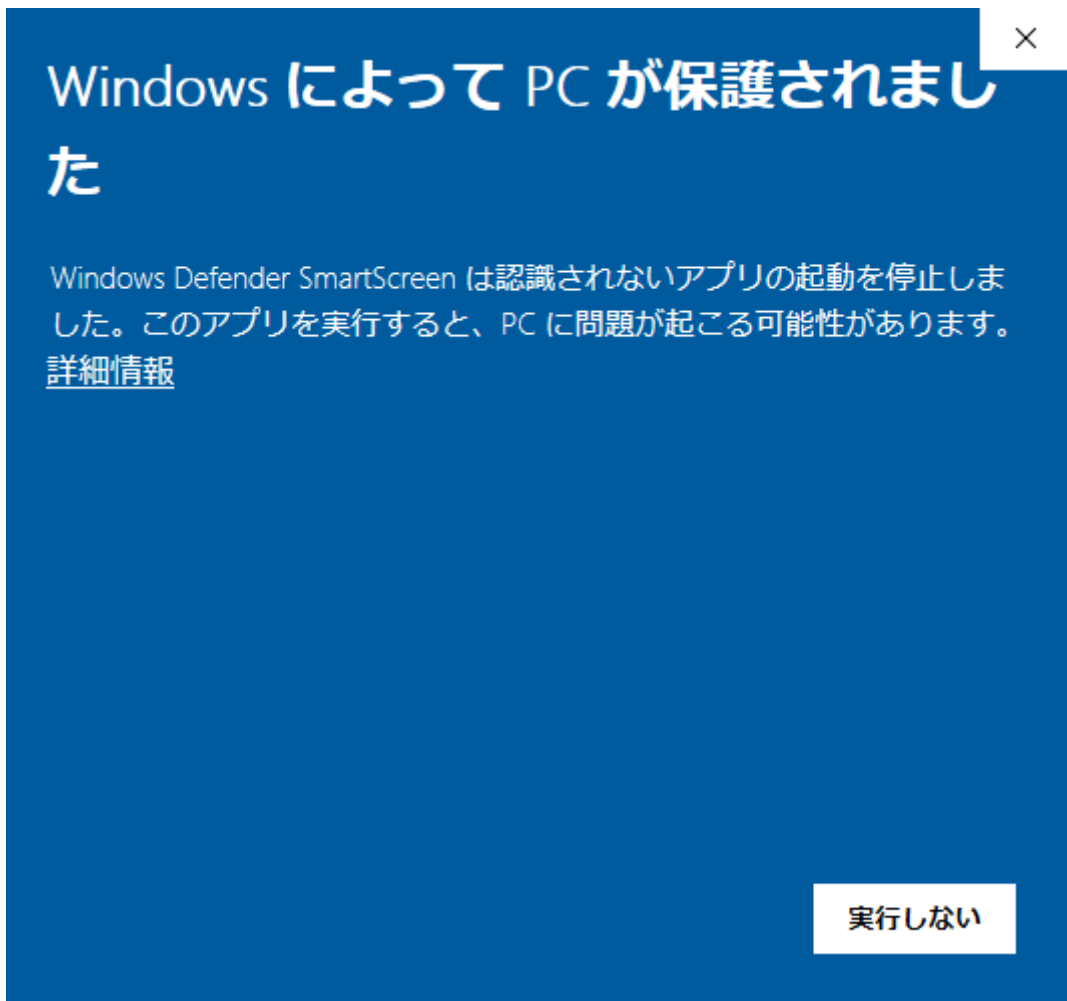 Windows によって PC が保護されまし
た
Windows Defender SmartScreen は認識されないアプリの起動を停止しま
した。このアプリを実行すると、PC に問題が起こる可能性があります。
詳細情報
実行しない